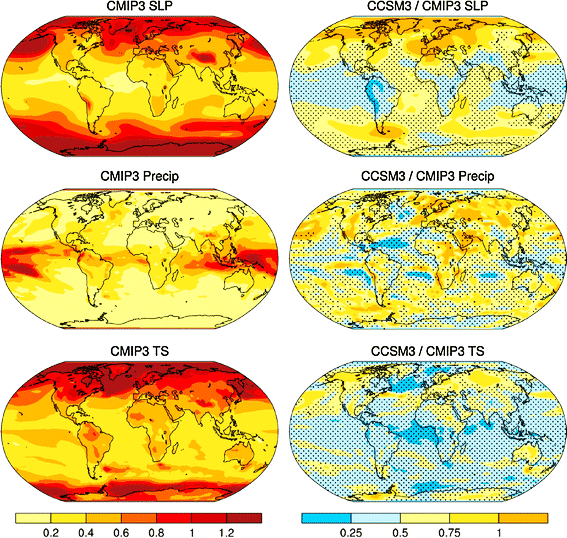 CMIP3 SLP
CCSM3 / CMIP3 SLP
CMIP3 Precip
CCSM3 / CMIP3 Precip
CMIP3 TS
CCSM3 / CMIP3 TS
0.2 0.4 0.6 0.8 1 1.2
0.25 0.5 0.75 1